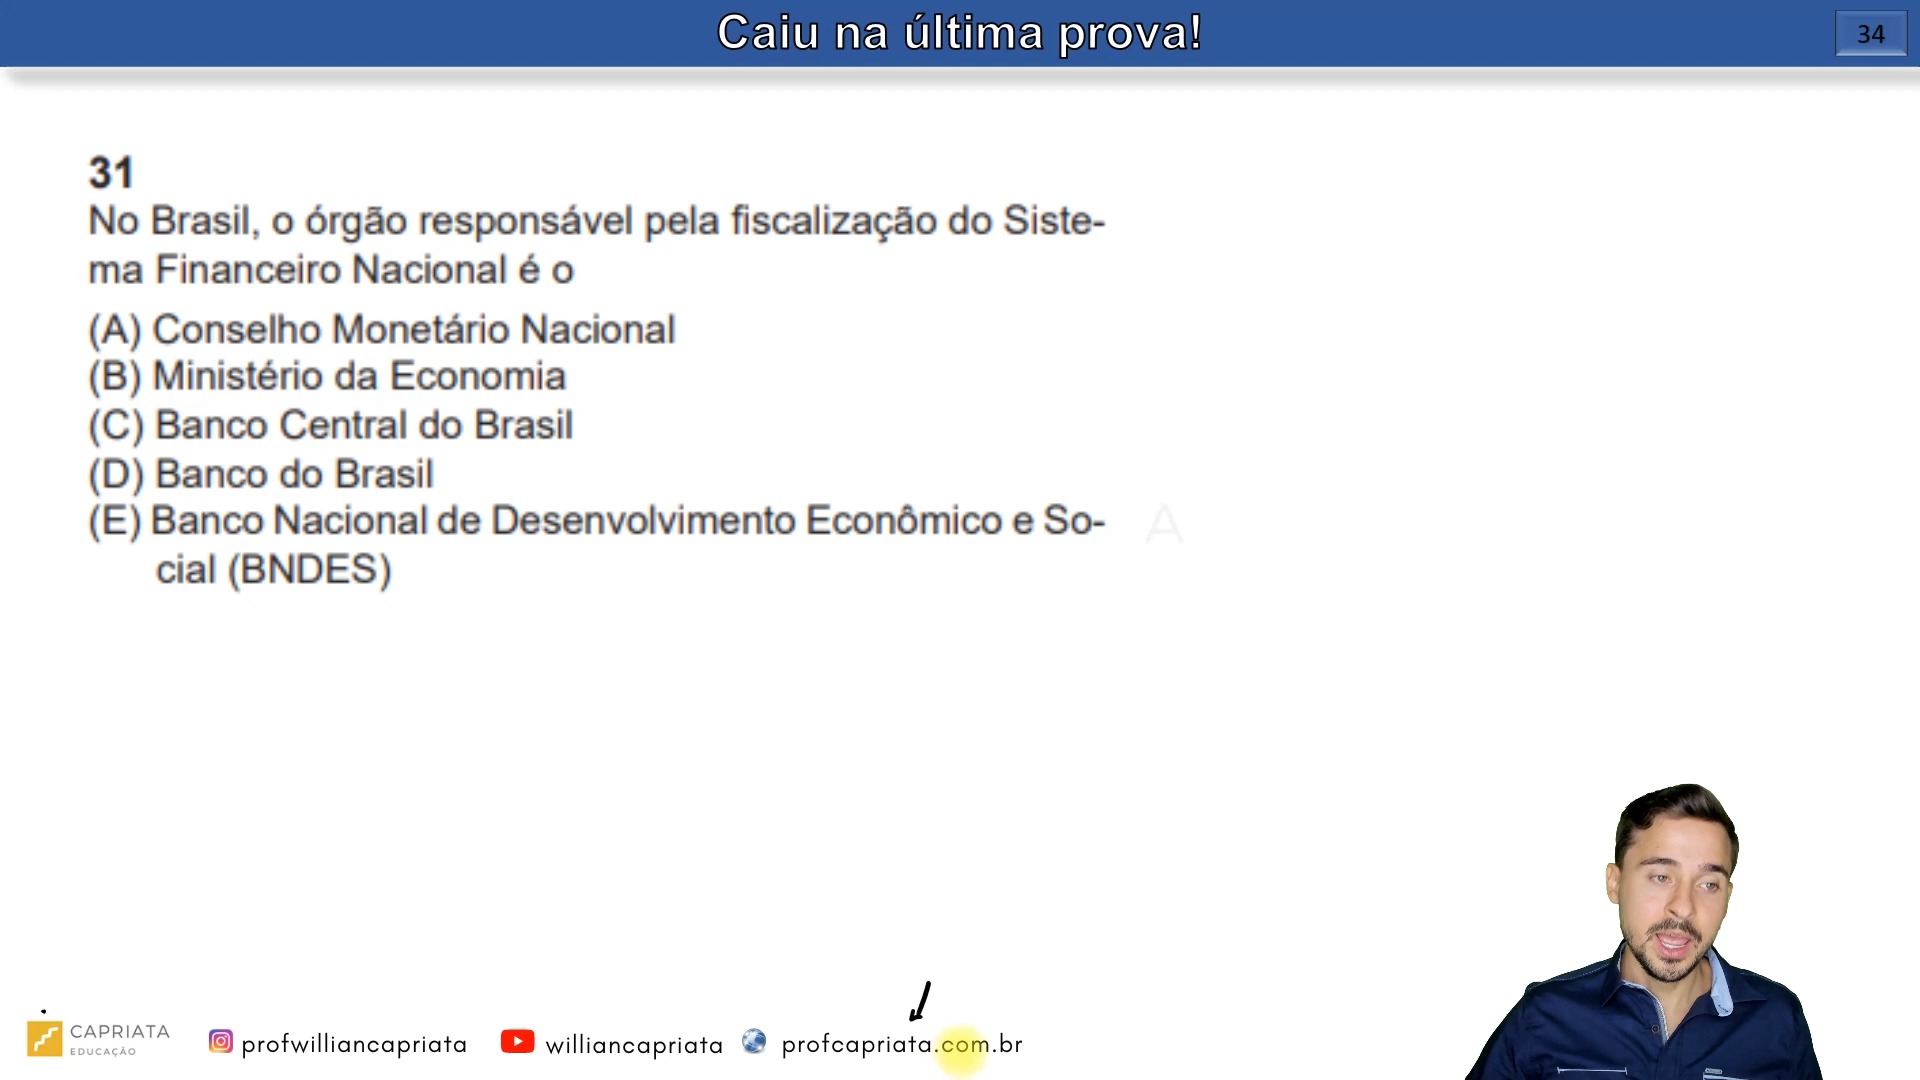 Caiu na última prova!
34
31
No Brasil, o órgão responsável pela fiscalização do Siste-
ma Financeiro Nacional é o
(A) Conselho Monetário Nacional
(B) Ministério da Economia
(C) Banco Central do Brasil
(D) Banco do Brasil
(E) Banco Nacional de Desenvolvimento Econômico e So-
cial (BNDES)
A
CAPRIATA
EDUCAÇÃO
profwilliancapriata
williancapriata
profcapriata.com.br